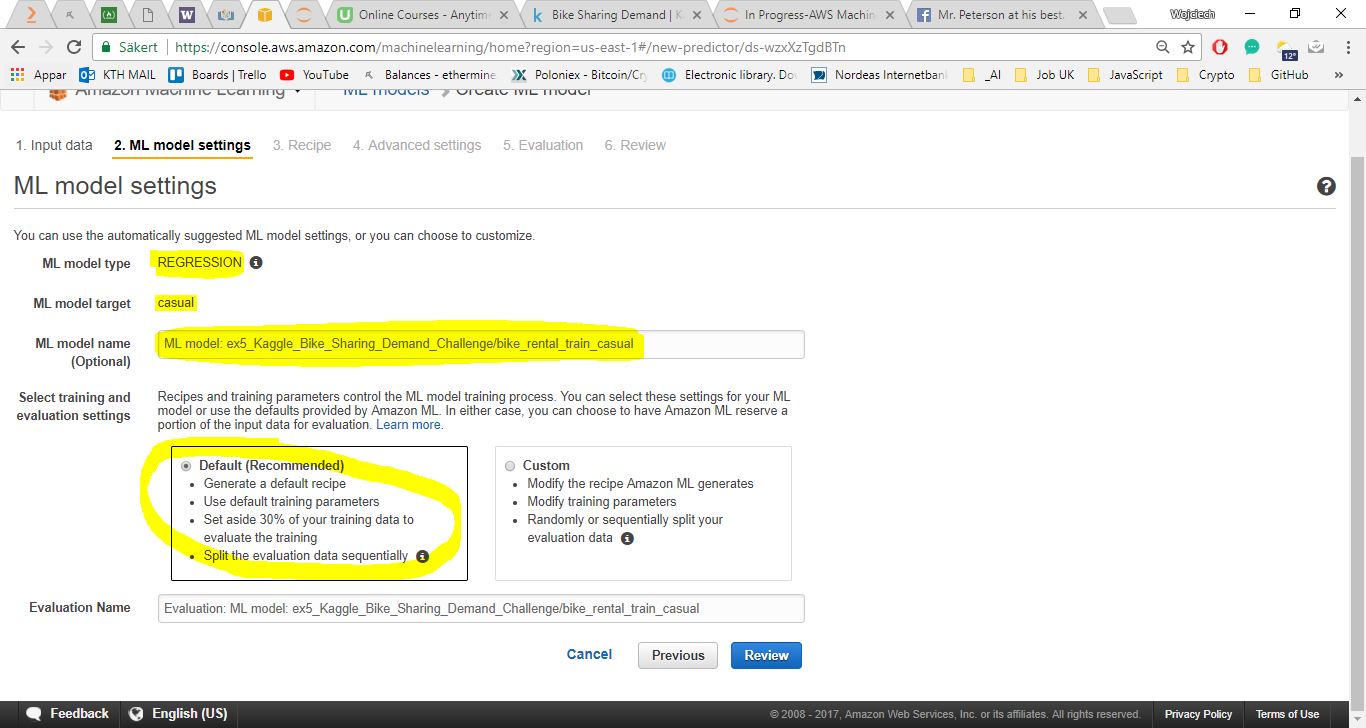 Online Courses - Anytime
Bike Sharing Demand | K
In Progress-AWS Machin
Mr. Peterson at his best.
Wojciech
Säkert
https://console.aws.amazon.com/machinelearning/home?region=us-east-1#/new-predictor/ds-wzxXzTgdBTn
12°
Appar
KTH MAIL
Boards | Trello
YouTube
Balances - ethermine
Poloniex - Bitcoin/Cry
Electronic library. Do
Nordeas Internetbank
_AI
Job UK
JavaScript
Crypto
GitHub
»
Amazon Machine Learning
ML models
Create ML model
1. Input data
2. ML model settings
3. Recipe
4. Advanced settings
5. Evaluation
6. Review
ML model settings
You can use the automatically suggested ML model settings, or you can choose to customize.
ML model type
REGRESSION
ML model target
casual
ML model name
(Optional)
ML model: ex5_Kaggle_Bike_Sharing_Demand_Challenge/bike_rental_train_casual
Select training and
evaluation settings
Recipes and training parameters control the ML model training process. You can select these settings for your ML
model or use the defaults provided by Amazon ML. In either case, you can choose to have Amazon ML reserve a
portion of the input data for evaluation. Learn more.
Default (Recommended)
• Generate a default recipe
• Use default training parameters
• Set aside 30% of your training data to
evaluate the training
• Split the evaluation data sequentially
Custom
• Modify the recipe Amazon ML generates
• Modify training parameters
• Randomly or sequentially split your
evaluation data
Evaluation Name
Evaluation: ML model: ex5_Kaggle_Bike_Sharing_Demand_Challenge/bike_rental_train_casual
Cancel
Previous
Review
Feedback
English (US)
© 2008 - 2017, Amazon Web Services, Inc. or its affiliates. All rights reserved.
Privacy Policy
Terms of Use